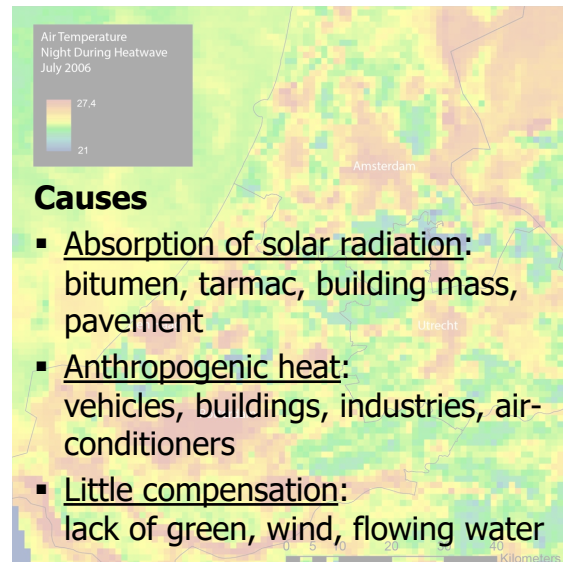 Air Temperature
Night During Heatwave
July 2006
27,4
21
Amsterdam
Causes
▪ Absorption of solar radiation:
bitumen, tarmac, building mass,
pavement
Utrecht
▪ Anthropogenic heat:
vehicles, buildings, industries, air-
conditioners
▪ Little compensation:
lack of green, wind, flowing water
0 5 10 20 30 40
Kilometers